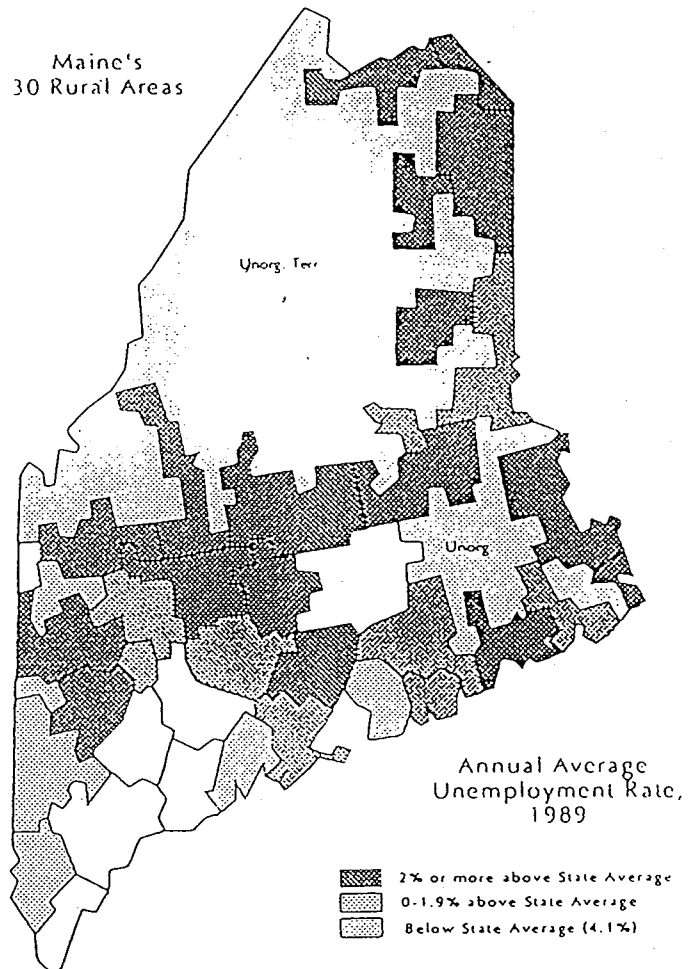 Maine's
30 Rural Areas
Unorg. Terr
Unorg
Annual Average
Unemployment Rate,
1989
2% or more above State Average
0-1.9% above State Average
Below State Average (4.1%)